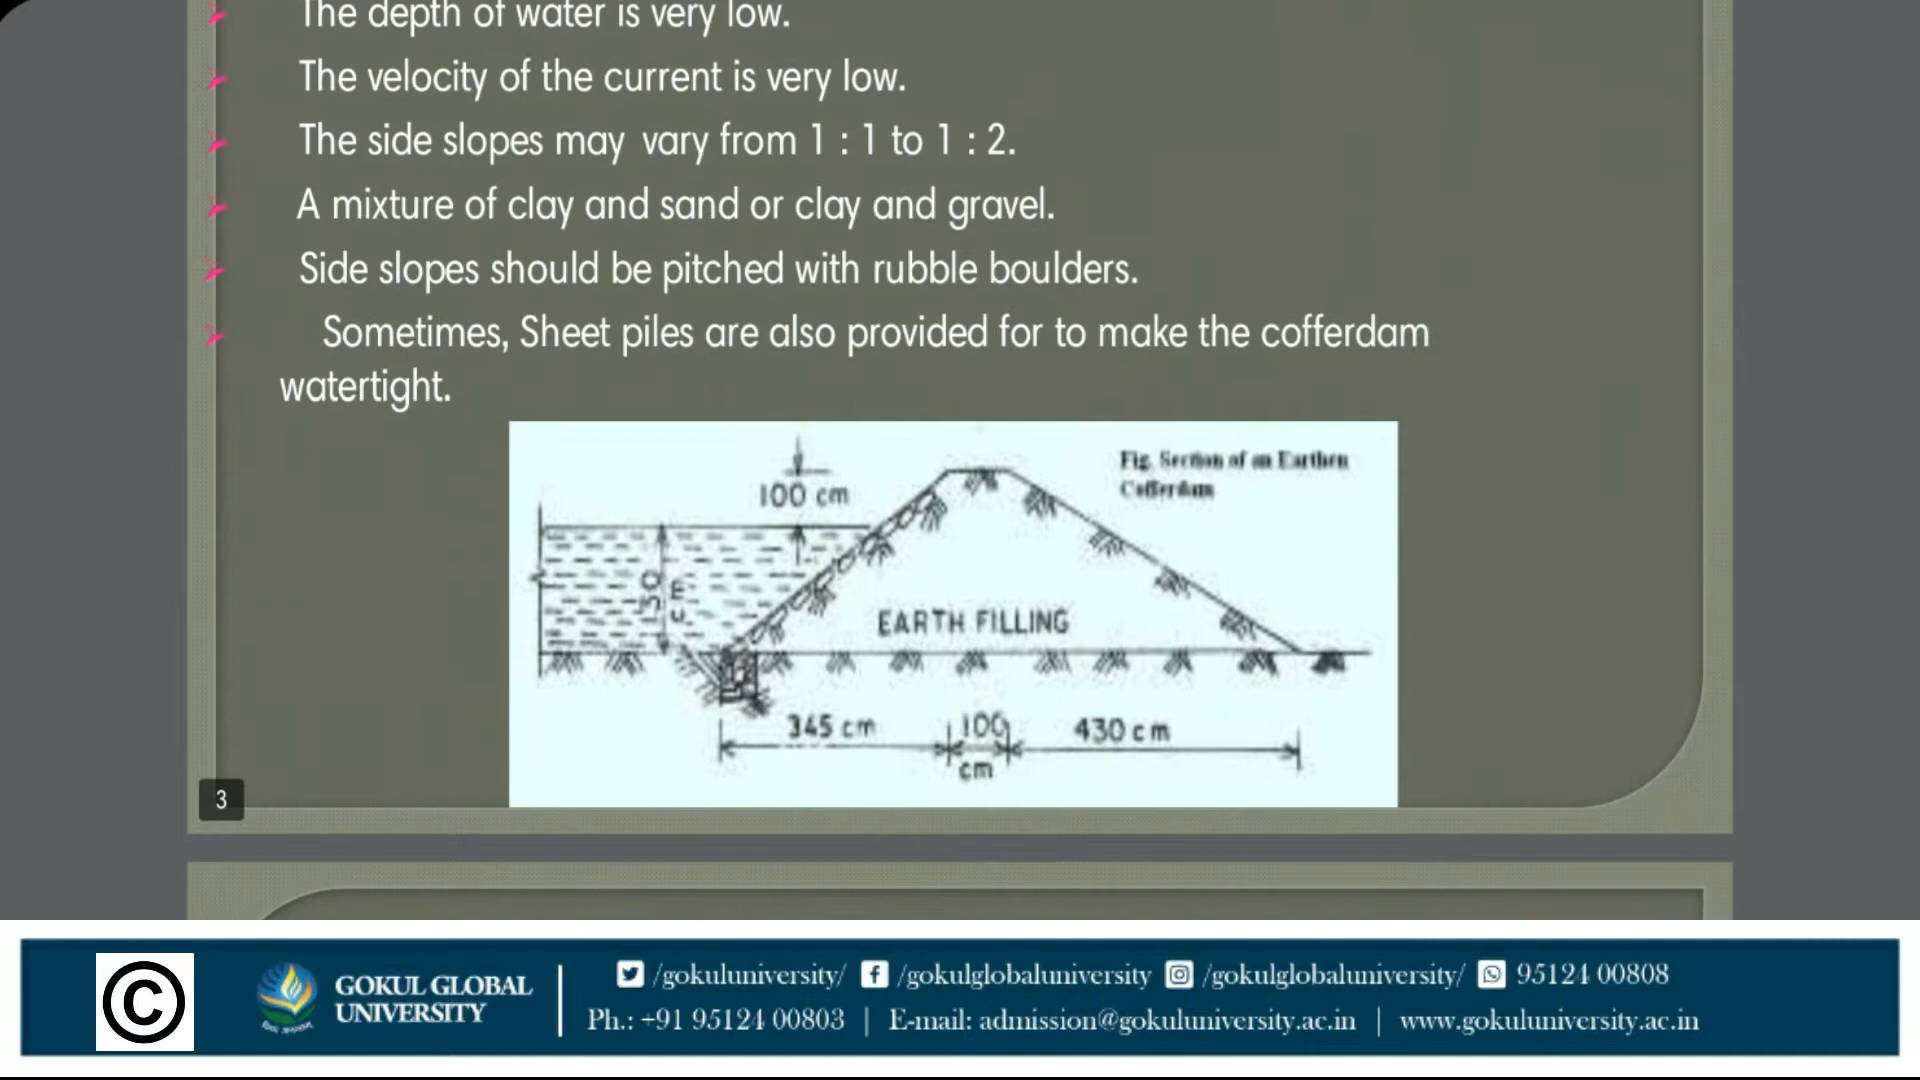 The depth of water is very low.
The velocity of the current is very low.
The side slopes may vary from 1 : 1 to 1 : 2.
A mixture of clay and sand or clay and gravel.
Side slopes should be pitched with rubble boulders.
Sometimes, Sheet piles are also provided for to make the cofferdam
watertight.
Fig. Section of an Earthen
Cofferdam
100 cm
150
cm
EARTH FILLING
345 cm
100
cm
430 cm
3
©
GOKUL GLOBAL
UNIVERSITY
/gokuluniversity/ /gokulglobaluniversity /gokulglobaluniversity/ 95124 00808
Ph.: +91 95124 00803 | E-mail: admission@gokuluniversity.ac.in | www.gokuluniversity.ac.in